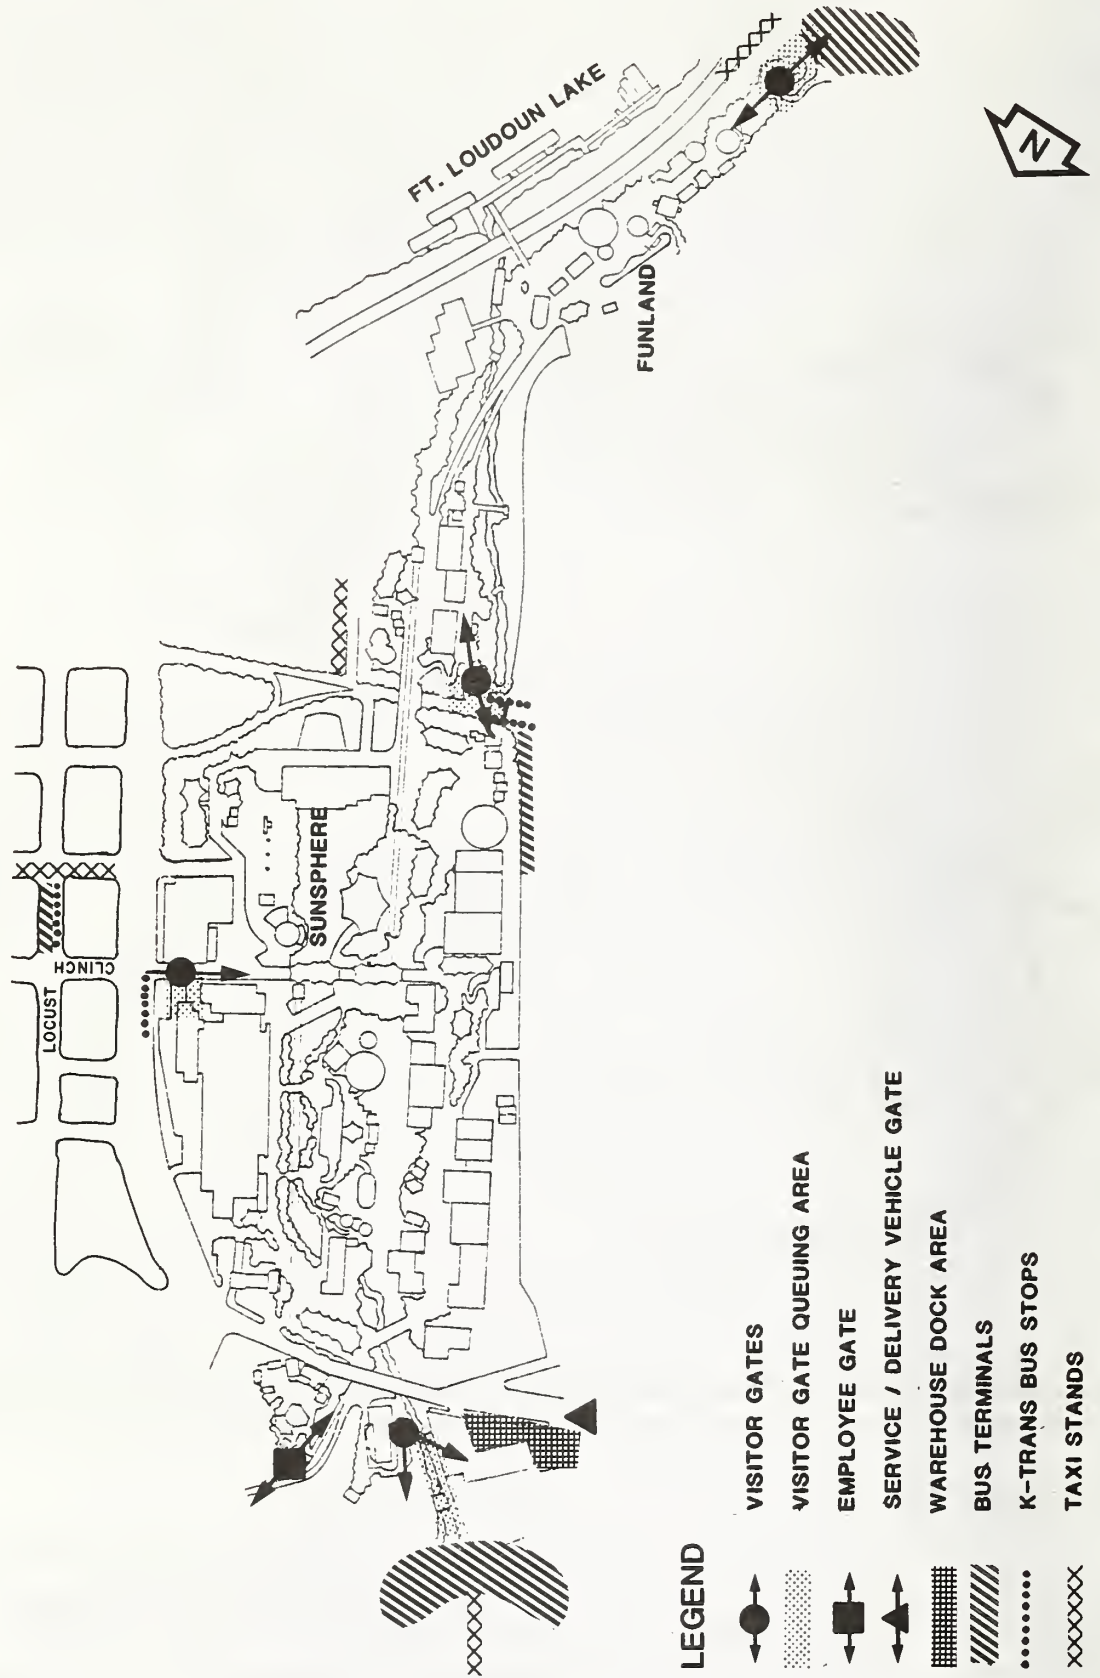 FT. LOUDOUN LAKE
N
FUNLAND
SUNSPHERE
CLINCH
LOCUST
LEGEND
VISITOR GATES
VISITOR GATE QUEUING AREA
EMPLOYEE GATE
SERVICE / DELIVERY VEHICLE GATE
WAREHOUSE DOCK AREA
BUS TERMINALS
K-TRANS BUS STOPS
TAXI STANDS